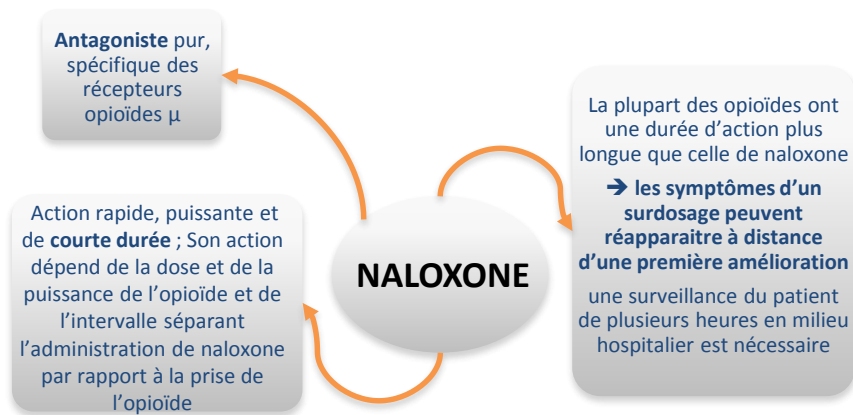 Antagoniste pur,
spécifique des
récepteurs
opioïdes μ
La plupart des opioïdes ont
une durée d’action plus
longue que celle de naloxone
➔ les symptômes d’un
surdosage peuvent
réapparaitre à distance
d’une première amélioration
une surveillance du patient
de plusieurs heures en milieu
hospitalier est nécessaire
Action rapide, puissante et
de courte durée ; Son action
dépend de la dose et de la
puissance de l’opioïde et de
l’intervalle séparant
l’administration de naloxone
par rapport à la prise de
l’opioïde
NALOXONE